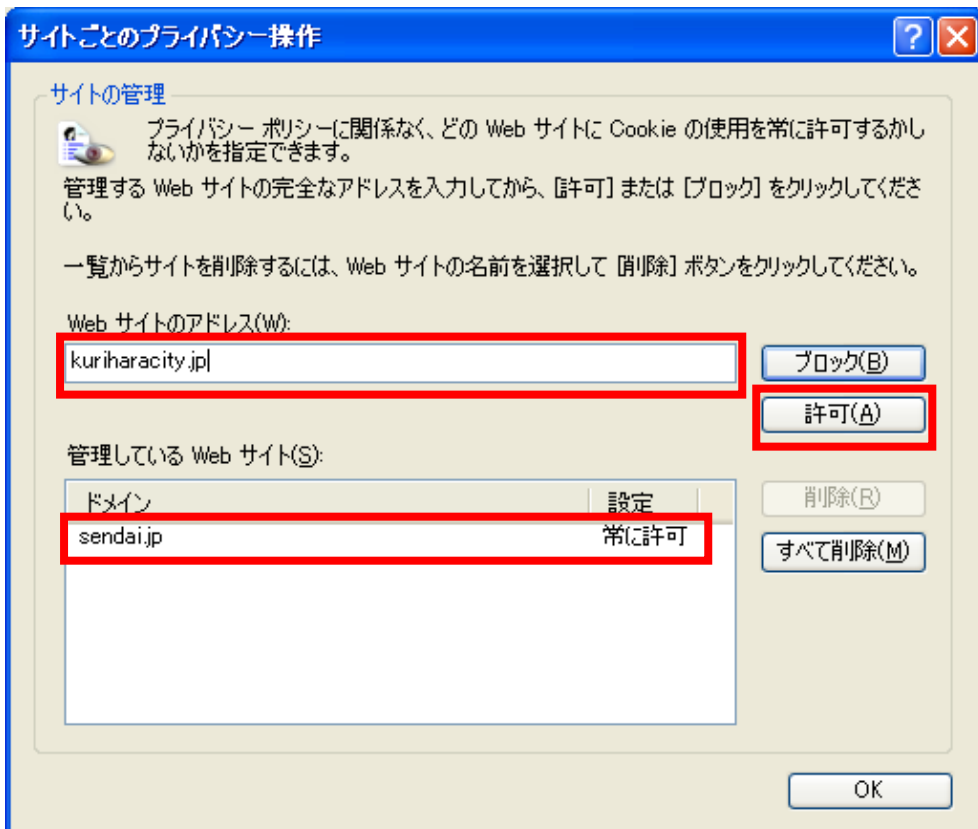 サイトごとのプライバシー操作
サイトの管理
プライバシー ポリシーに関係なく、どの Web サイトに Cookie の使用を常に許可するかし
ないかを指定できます。
管理する Web サイトの完全なアドレスを入力してから、[許可] または [ブロック] をクリックしてくださ
い。
一覧からサイトを削除するには、Web サイトの名前を選択して [削除] ボタンをクリックしてください。
Web サイトのアドレス(W):
kuriharacity.jp
ブロック(B)
許可(A)
管理している Web サイト(S):
ドメイン 設定
削除(R)
sendai.jp 常に許可
すべて削除(M)
OK